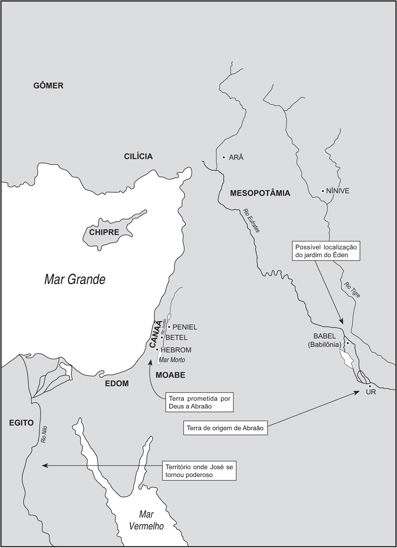 GÔMER
CILÍCIA
ARÃ
MESOPOTÂMIA
NÍNIVE
CHIPRE
Rio Eufrates
Possível localização
do jardim do Éden
Mar Grande
Rio Tigre
CANAÃ
PENIEL
BETEL
HEBROM
Mar Morto
BABEL
(Babilônia)
EDOM
MOABE
UR
Terra prometida por
Deus a Abraão
EGITO
Rio Nilo
Terra de origem de Abraão
Território onde José se
tornou poderoso
Mar
Vermelho